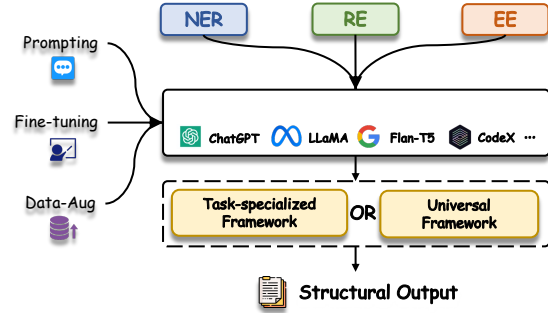 NER
RE
EE
Prompting
Fine-tuning
Data-Aug
ChatGPT
LLaMA
Flan-T5
CodeX
...
Task-specialized
Framework
OR
Universal
Framework
Structural Output